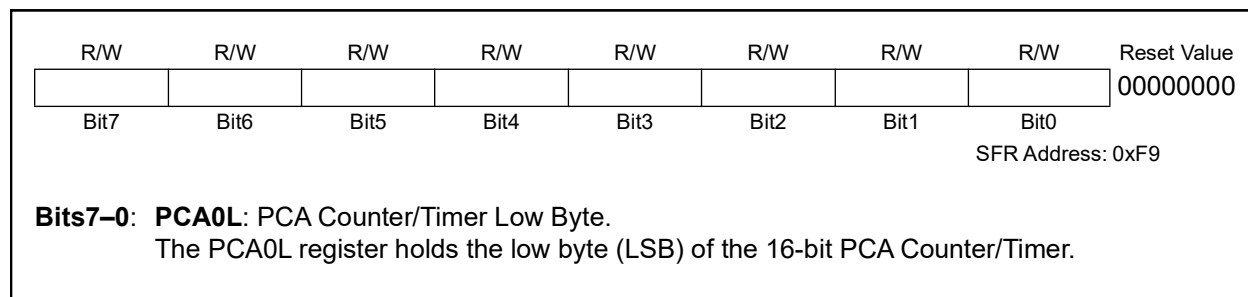 R/W R/W R/W R/W R/W R/W R/W R/W Reset Value
00000000
Bit7 Bit6 Bit5 Bit4 Bit3 Bit2 Bit1 Bit0
SFR Address: 0xF9
Bits7–0: PCA0L: PCA Counter/Timer Low Byte.
The PCA0L register holds the low byte (LSB) of the 16-bit PCA Counter/Timer.